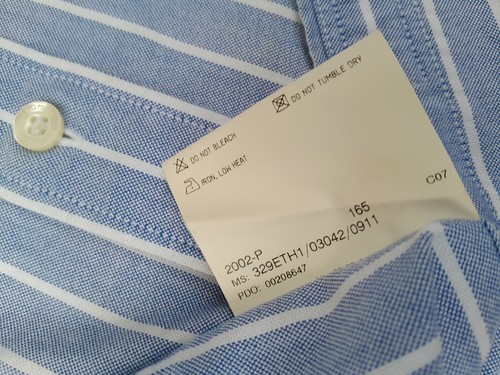 DO NOT TUMBLE DRY
DO NOT BLEACH
IRON, LOW HEAT
C07
165
2002-P
MS: 329ETH1/03042/0911
PDO: 00208647